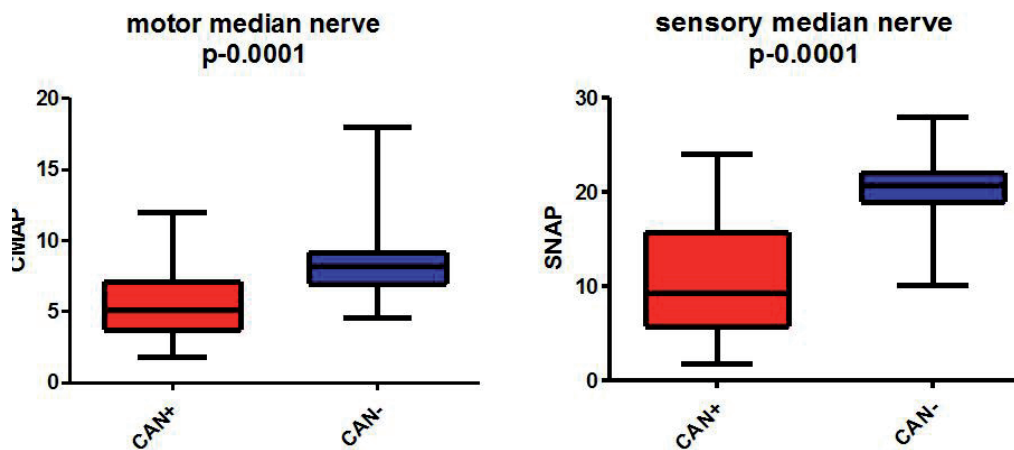 motor median nerve
p-0.0001
20
15
10
5
0
CMAP
CAN+
CAN-
sensory median nerve
p-0.0001
30
20
10
0
SNAP
CAN+
CAN-